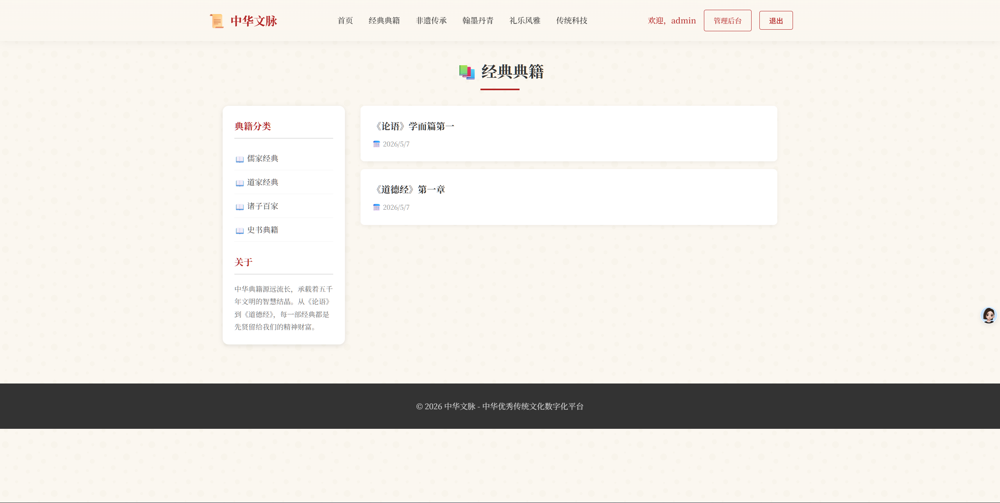 中华文脉
首页 经典典籍 非遗传承 翰墨丹青 礼乐风雅 传统科技
欢迎，admin 管理后台 退出
经典典籍
典籍分类
儒家经典
道家经典
诸子百家
史书典籍
关于
中华典籍源远流长，承载着五千
年文明的智慧结晶。从《论语》
到《道德经》，每一部经典都是
先贤留给我们的精神财富。
《论语》学而篇第一
2026/5/7
《道德经》第一章
2026/5/7
© 2026 中华文脉 - 中华优秀传统文化数字化平台